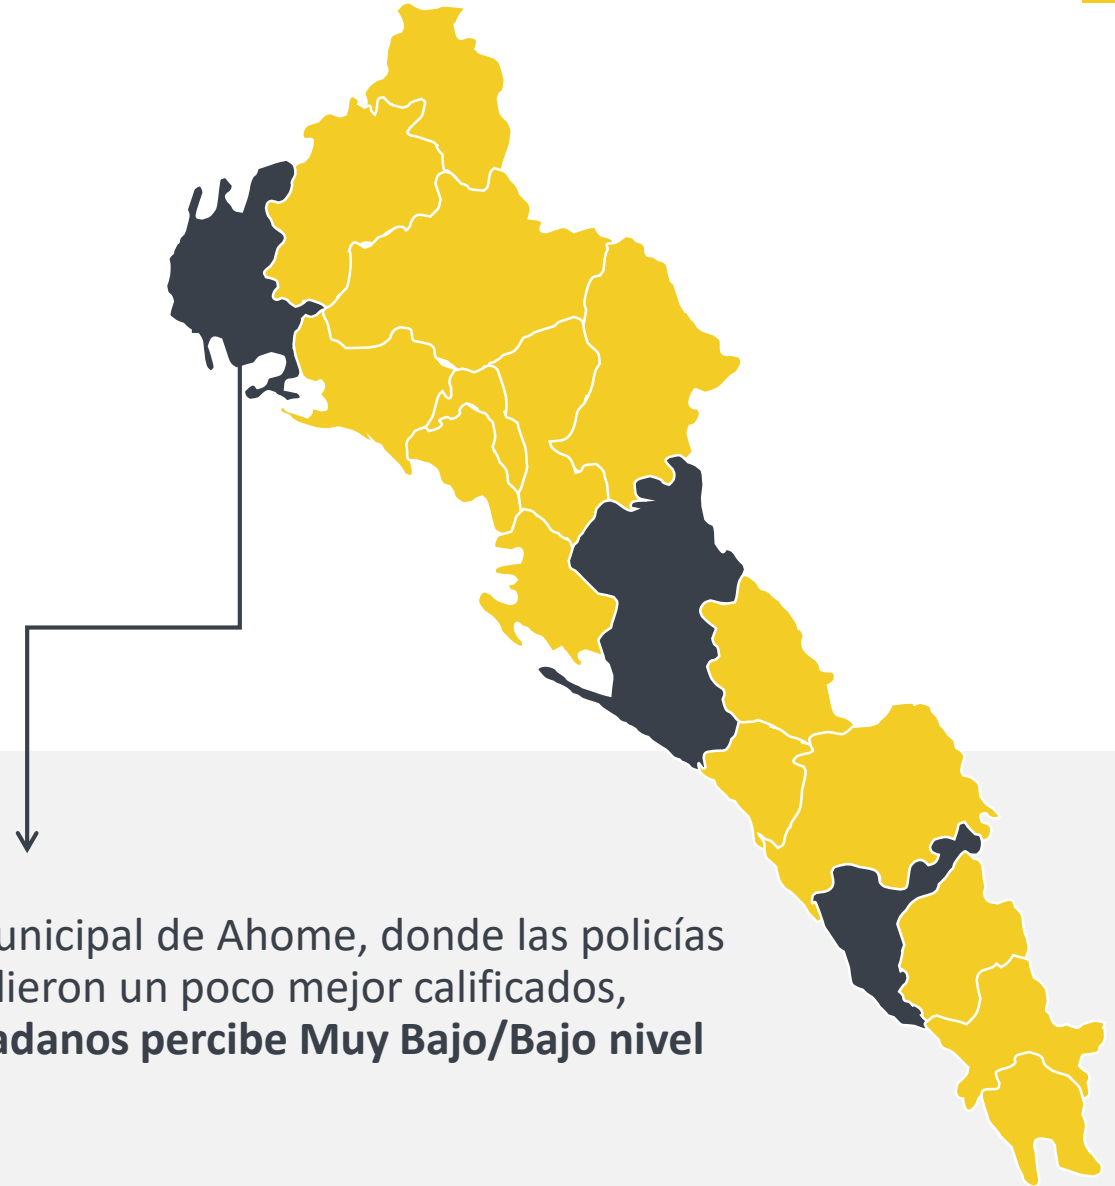 unicipal de Ahome, donde las policías
dieron un poco mejor calificados,
adanos percibe Muy Bajo/Bajo nivel